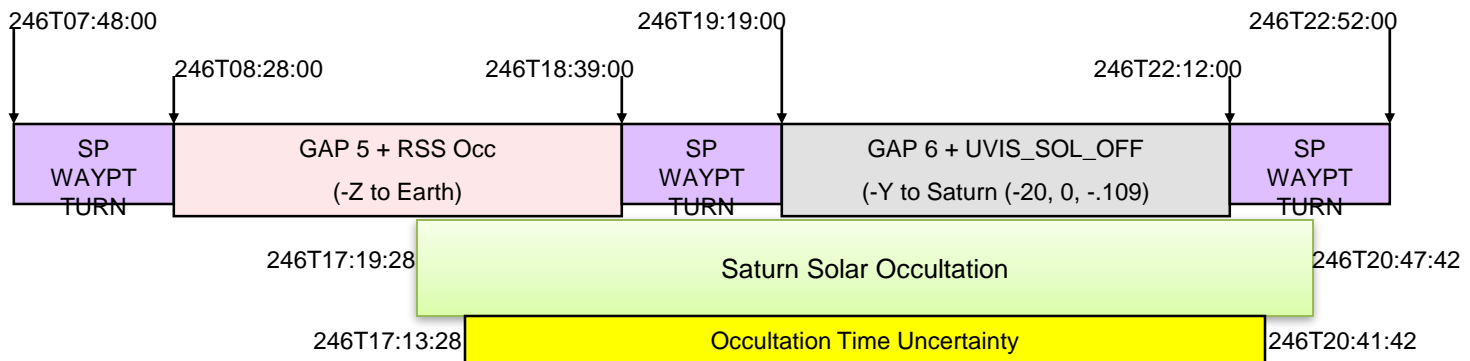 246T07:48:00
246T19:19:00
246T22:52:00
246T08:28:00
246T18:39:00
246T22:12:00
SP
WAYPT
TURN
GAP 5 + RSS Occ
(-Z to Earth)
SP
WAYPT
TURN
GAP 6 + UVIS_SOL_OFF
(-Y to Saturn (-20, 0, -.109)
SP
WAYPT
TURN
246T17:19:28
Saturn Solar Occultation
246T20:47:42
246T17:13:28
Occultation Time Uncertainty
246T20:41:42